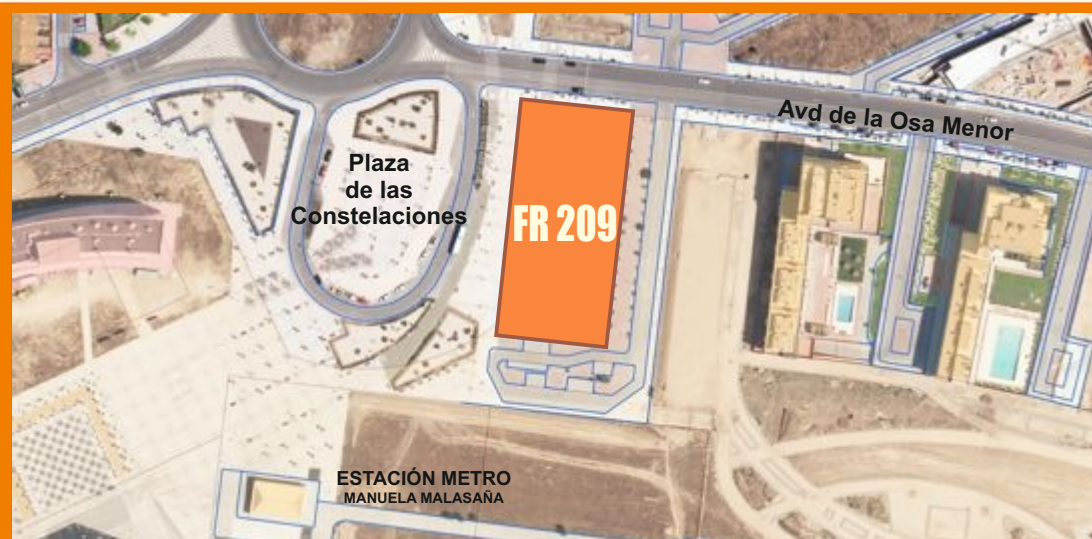 Avd de la Osa Menor
Plaza
de las
Constelaciones
FR 209
ESTACIÓN METRO
MANUELA MALASAÑA